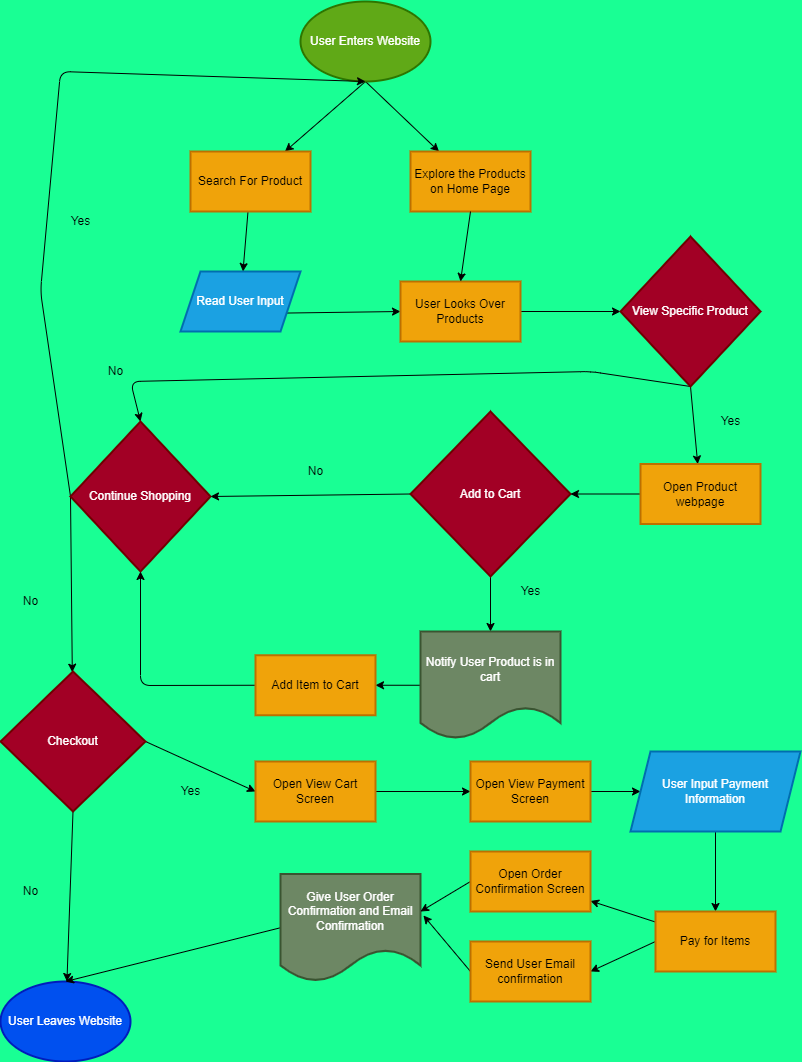 User Enters Website
Search For Product
Explore the Products
on Home Page
Yes
Read User Input
User Looks Over
Products
View Specific Product
No
Yes
Continue Shopping
No
Add to Cart
Open Product
webpage
Yes
No
Notify User Product is in
cart
Add Item to Cart
Checkout
Yes
Open View Cart
Screen
Open View Payment
Screen
User Input Payment
Information
No
Give User Order
Confirmation and Email
Confirmation
Open Order
Confirmation Screen
Pay for Items
Send User Email
confirmation
User Leaves Website